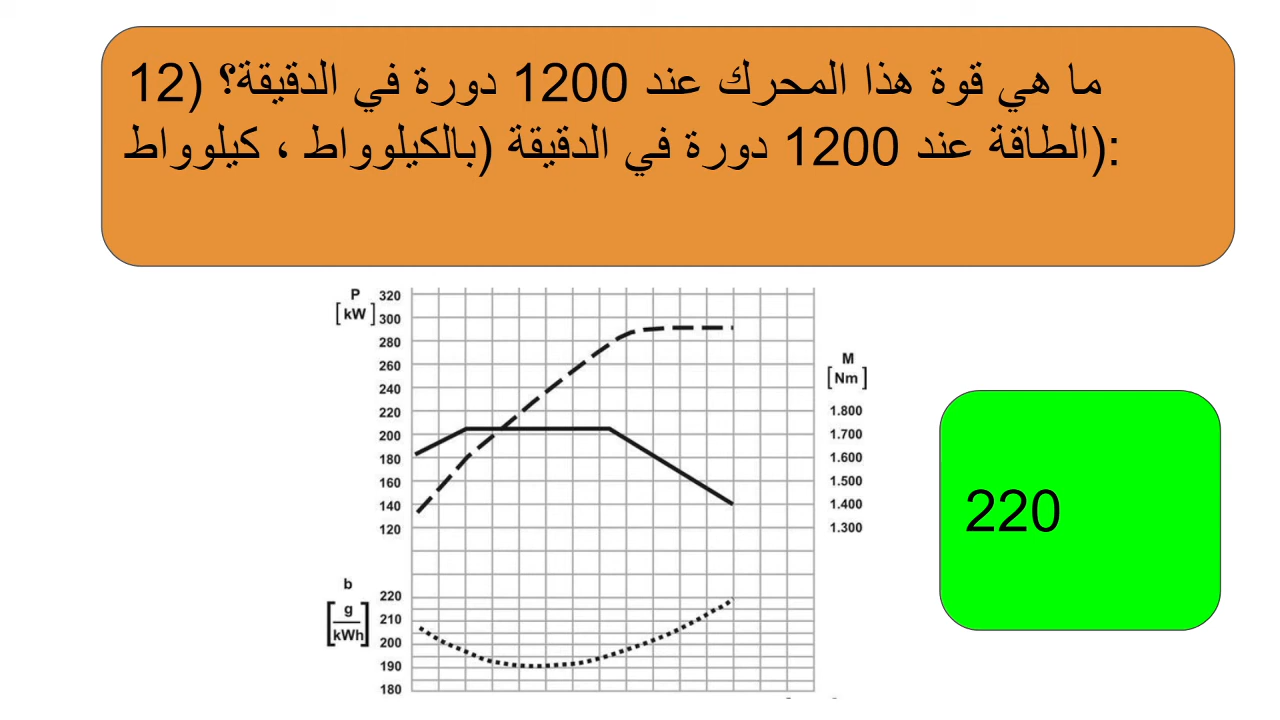 ما هي قوة هذا المحرك عند 1200 دورة في الدقيقة؟ (12
الطاقة عند 1200 دورة في الدقيقة (بالكيلوواط ، كيلوواط):
P
[kW]
320
300
280
260
240
220
200
180
160
140
120
M
[Nm]
1.800
1.700
1.600
1.500
1.400
1.300
b
[g/kWh]
220
210
200
190
180
220